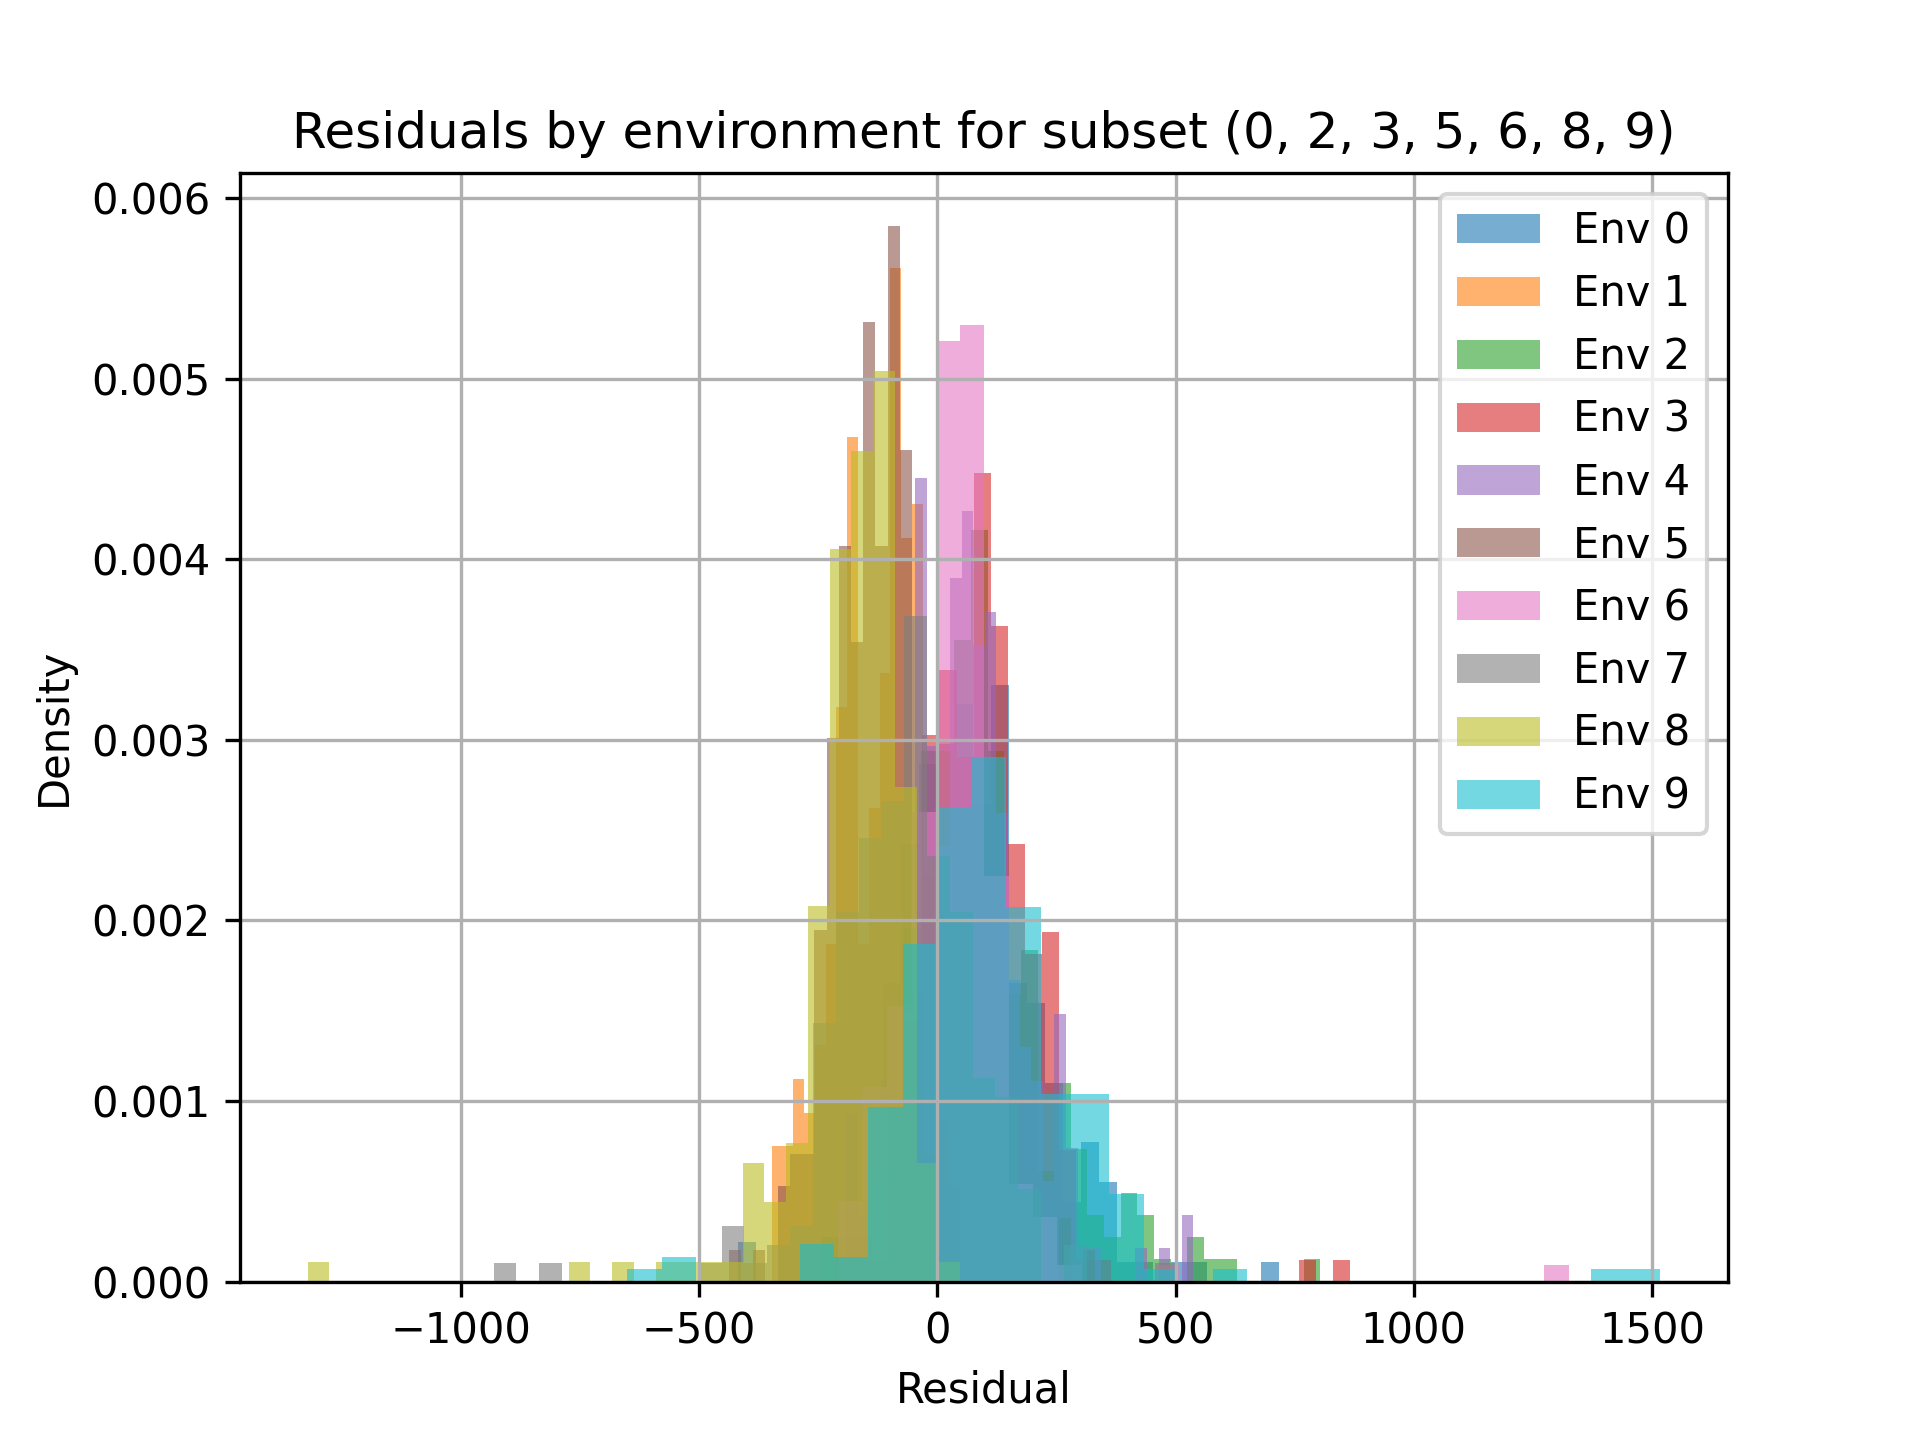 Residuals by environment for subset (0, 2, 3, 5, 6, 8, 9)
0.006
0.005
0.004
0.003
0.002
0.001
0.000
Density
−1000
−500
0
500
1000
1500
Residual
Env 0
Env 1
Env 2
Env 3
Env 4
Env 5
Env 6
Env 7
Env 8
Env 9